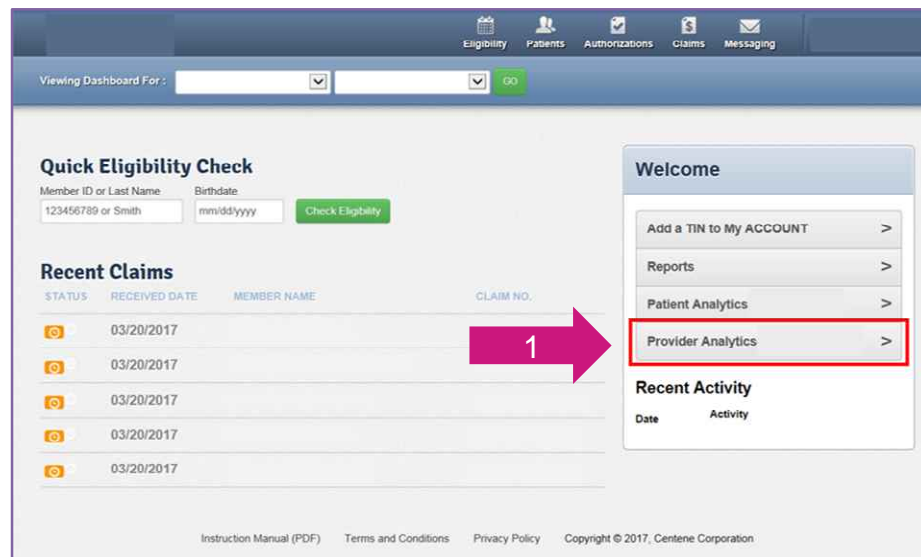 Eligibility Patients Authorizations Claims Messaging
Viewing Dashboard For : GO
Quick Eligibility Check
Member ID or Last Name Birthdate
123456789 or Smith mm/dd/yyyy Check Eligibility
Recent Claims
STATUS RECEIVED DATE MEMBER NAME CLAIM NO.
03/20/2017
03/20/2017
03/20/2017
03/20/2017
03/20/2017
1
Welcome
Add a TIN to My ACCOUNT >
Reports >
Patient Analytics >
Provider Analytics >
Recent Activity
Date Activity
Instruction Manual (PDF) Terms and Conditions Privacy Policy Copyright © 2017, Centene Corporation